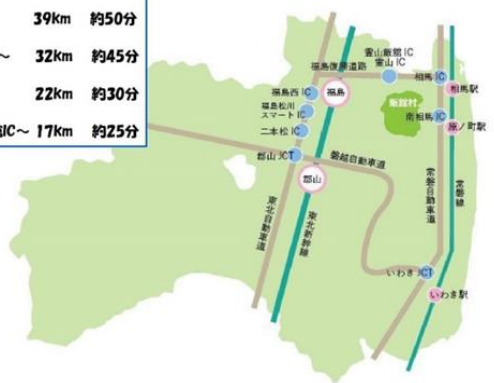 39km 約50分
～ 32km 約45分
22km 約30分
IC～ 17km 約25分
霊山飯舘IC
霊山IC
福島復興道路
相馬IC
相馬駅
福島西IC
福島
飯舘村
福島松川
スマートIC
南相馬IC
原ノ町駅
二本松IC
郡山JCT
磐越自動車道
郡山
常磐自動車道
常磐線
東北自動車道
東北新幹線
いわきJCT
いわき駅